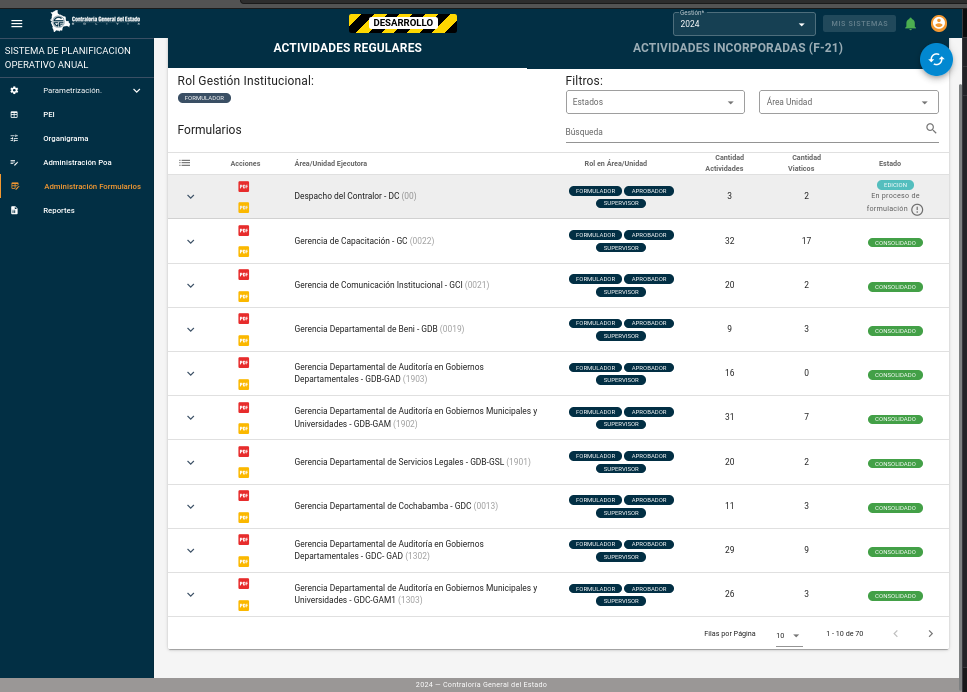 Contraloría General del Estado
BOLIVIA
DESARROLLO
Gestión*
2024
MIS SISTEMAS
SISTEMA DE PLANIFICACION
OPERATIVO ANUAL
Parametrización.
PEI
Organigrama
Administración Poa
Administración Formularios
Reportes
ACTIVIDADES REGULARES
ACTIVIDADES INCORPORADAS (F-21)
Rol Gestión Institucional:
FORMULADOR
Filtros:
Estados
Área Unidad
Formularios
Búsqueda
Acciones
Área/Unidad Ejecutora
Rol en Área/Unidad
Cantidad
Actividades
Cantidad
Viaticos
Estado
PDF
PDF
Despacho del Contralor - DC (00)
FORMULADOR APROBADOR
SUPERVISOR
3
2
EDICION
En proceso de
formulación
PDF
PDF
Gerencia de Capacitación - GC (0022)
FORMULADOR APROBADOR
SUPERVISOR
32
17
CONSOLIDADO
PDF
PDF
Gerencia de Comunicación Institucional - GCI (0021)
FORMULADOR APROBADOR
SUPERVISOR
20
2
CONSOLIDADO
PDF
PDF
Gerencia Departamental de Beni - GDB (0019)
FORMULADOR APROBADOR
SUPERVISOR
9
3
CONSOLIDADO
PDF
PDF
Gerencia Departamental de Auditoría en Gobiernos
Departamentales - GDB-GAD (1903)
FORMULADOR APROBADOR
SUPERVISOR
16
0
CONSOLIDADO
PDF
PDF
Gerencia Departamental de Auditoría en Gobiernos Municipales y
Universidades - GDB-GAM (1902)
FORMULADOR APROBADOR
SUPERVISOR
31
7
CONSOLIDADO
PDF
PDF
Gerencia Departamental de Servicios Legales - GDB-GSL (1901)
FORMULADOR APROBADOR
SUPERVISOR
20
2
CONSOLIDADO
PDF
PDF
Gerencia Departamental de Cochabamba - GDC (0013)
FORMULADOR APROBADOR
SUPERVISOR
11
3
CONSOLIDADO
PDF
PDF
Gerencia Departamental de Auditoría en Gobiernos
Departamentales - GDC- GAD (1302)
FORMULADOR APROBADOR
SUPERVISOR
29
9
CONSOLIDADO
PDF
PDF
Gerencia Departamental de Auditoría en Gobiernos Municipales y
Universidades - GDC-GAM1 (1303)
FORMULADOR APROBADOR
SUPERVISOR
26
3
CONSOLIDADO
Filas por Página
10
1 - 10 de 70
2024 — Contraloría General del Estado